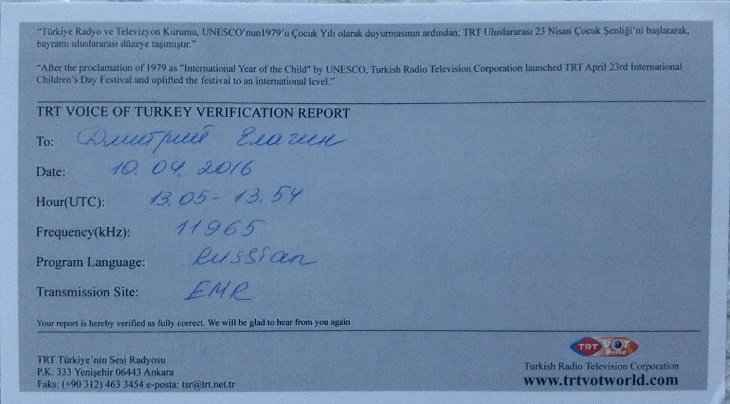 "Türkiye Radyo ve Televizyon Kurumu, UNESCO'nun1979'u Çocuk Yılı olarak duyurmasının ardından; TRT Uluslararası 23 Nisan Çocuk Şenliği'ni başlatarak,
bayramı uluslararası düzeye taşımıştır."
"After the proclamation of 1979 as "International Year of the Child" by UNESCO, Turkish Radio Television Corporation launched TRT April 23rd International
Children's Day Festival and uplifted the festival to an international level."
TRT VOICE OF TURKEY VERIFICATION REPORT
To: Дмитрий Елагин
Date: 10.04.2016
Hour(UTC): 13.05-13.54
Frequency(kHz): 11965
Program Language: Russian
Transmission Site: EMR
Your report is hereby verified as fully correct. We will be glad to hear from you again
TRT Türkiye'nin Sesi Radyosu
P.K. 333 Yenişehir 06443 Ankara
Faks: (+90 312) 463 3454 e-posta: tsr@trt.net.tr
TRT VOT World
Turkish Radio Television Corporation
www.trtvotworld.com